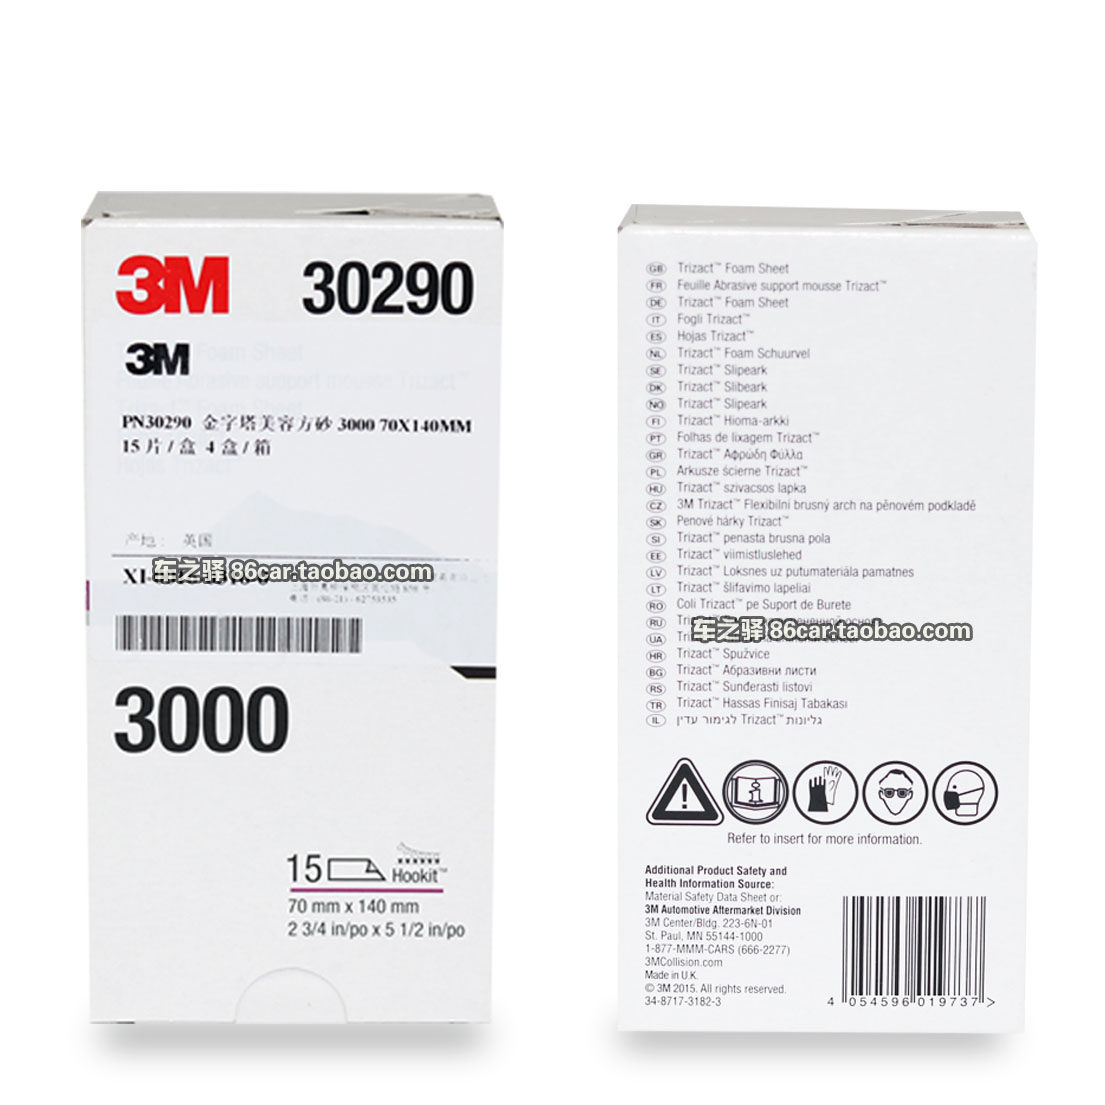 3M 30290
3M
PN30290 金字塔美容方砂 3000 70X140MM
15 片 / 盒 4 盒 / 箱
产地: 英国
车之驿 86car.taobao.com
3000
15 Hookit™
70 mm x 140 mm
2 3/4 in/po x 5 1/2 in/po
GB Trizact™ Foam Sheet
FR Feuille Abrasive support mousse Trizact™
DE Trizact™ Foam Sheet
IT Fogli Trizact™
ES Hojas Trizact™
NL Trizact™ Foam Schuurvel
SE Trizact™ Slipeark
DK Trizact™ Slibeark
NO Trizact™ Slipeark
FI Trizact™ Hioma-arkki
PT Folhas de lixagem Trizact™
GR Trizact™ Αφρώδη Φύλλα
PL Arkusze ścierne Trizact™
HU Trizact™ szivacsos lapka
CZ 3M Trizact™ Flexibilní brusný arch na pěnovém podkladě
SK Penové hárky Trizact™
SI Trizact™ penasta brusna pola
EE Trizact™ viimistluslehed
LV Trizact™ Loksnes uz putumateriāla pamatnes
LT Trizact™ šlifavimo lapeliai
RO Coli Trizact™ pe Suport de Burete
RU
UA
车之驿 86car.taobao.com
HR Trizact™ Spužvice
BG Trizact™ Абразивни листи
RS Trizact™ Sunđerasti listovi
TR Trizact™ Hassas Finisaj Tabakası
IL גליונות Trizact™ לגימור עדין
Refer to insert for more information.
Additional Product Safety and
Health Information Source:
Material Safety Data Sheet or:
3M Automotive Aftermarket Division
3M Center/Bldg. 223-6N-01
St. Paul, MN 55144-1000
1-877-MMM-CARS (666-2277)
3MCollision.com
Made in U.K.
© 3M 2015. All rights reserved.
34-8717-3182-3
4 054596 019737 >